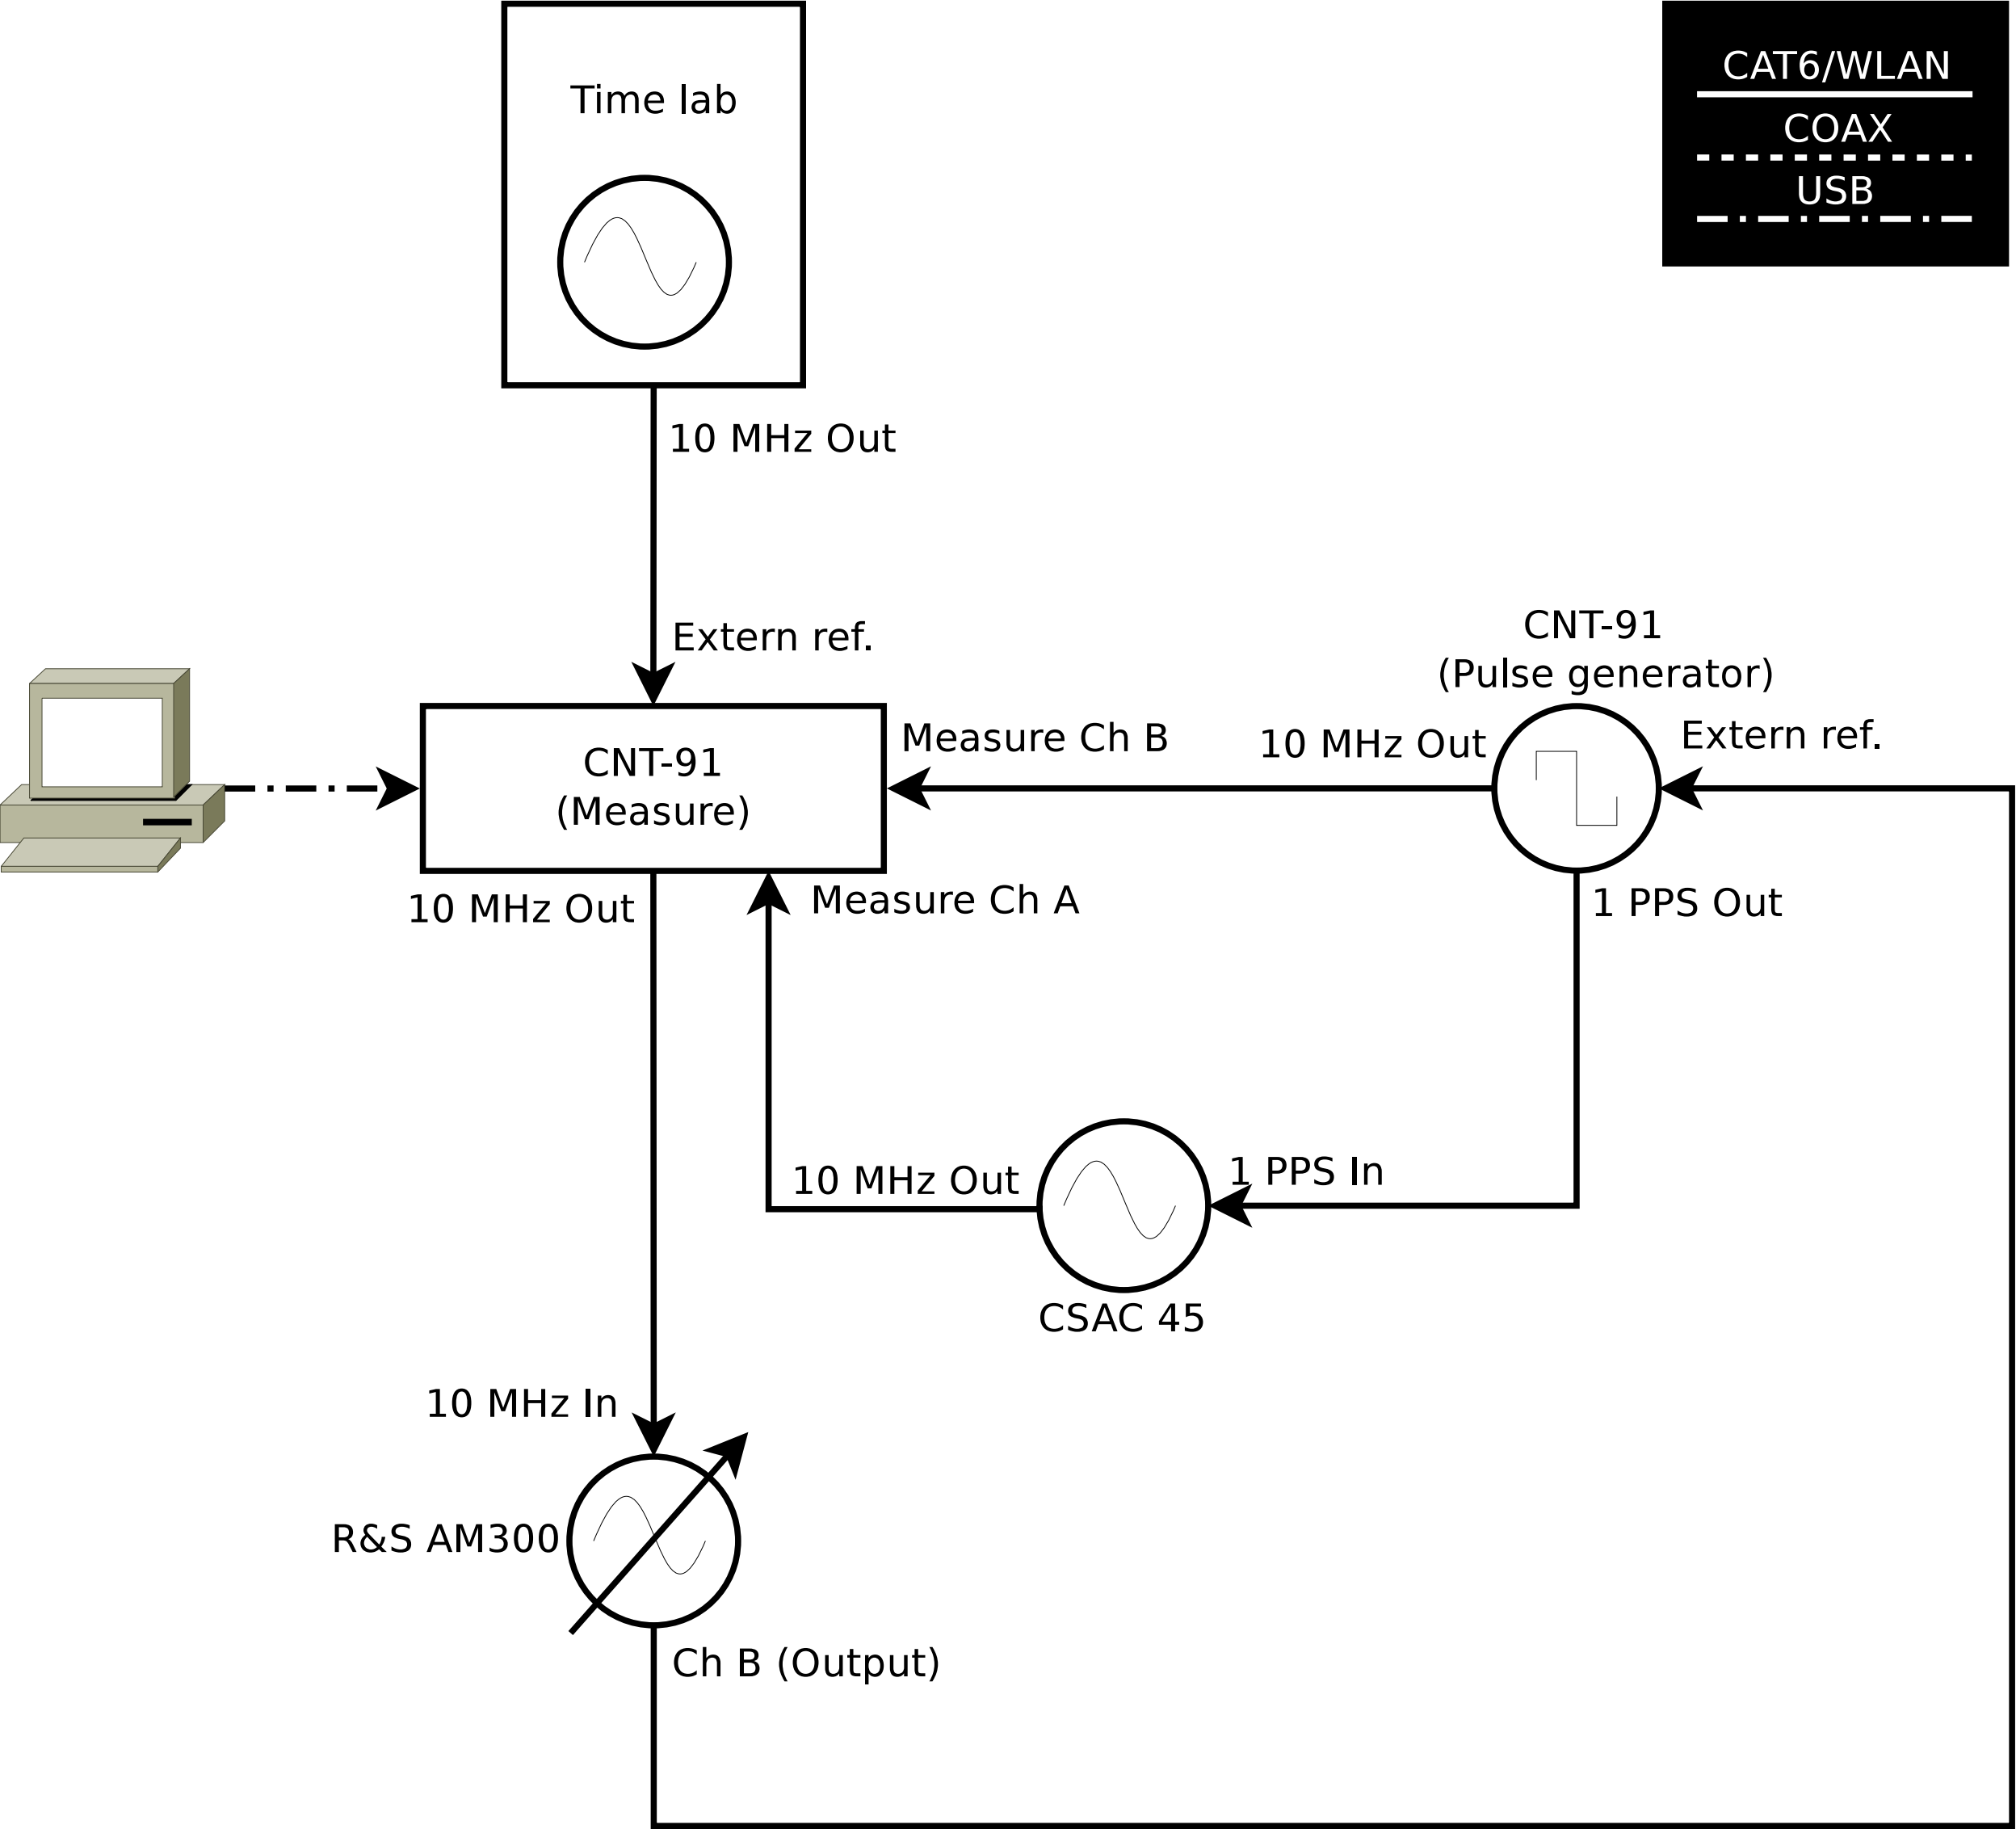 Time lab
CAT6/WLAN
COAX
USB
10 MHz Out
Extern ref.
CNT-91
(Measure)
Measure Ch B
10 MHz Out
CNT-91
(Pulse generator)
Extern ref.
10 MHz Out
Measure Ch A
1 PPS Out
10 MHz Out
1 PPS In
CSAC 45
10 MHz In
R&S AM300
Ch B (Output)